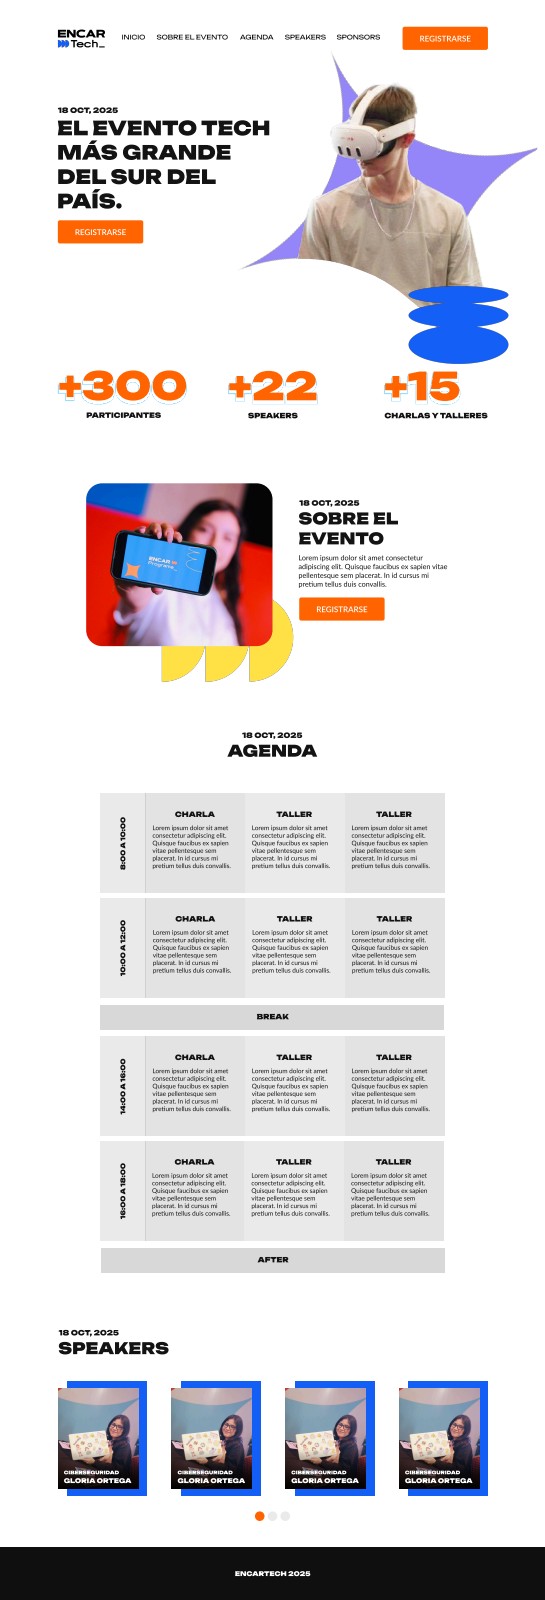 ENCAR
Tech_
INICIO
SOBRE EL EVENTO
AGENDA
SPEAKERS
SPONSORS
REGISTRARSE
18 OCT, 2025
EL EVENTO TECH
MÁS GRANDE
DEL SUR DEL
PAÍS.
REGISTRARSE
+300
PARTICIPANTES
+22
SPEAKERS
+15
CHARLAS Y TALLERES
ENCAR
Programa
18 OCT, 2025
SOBRE EL
EVENTO
Lorem ipsum dolor sit amet consectetur
adipiscing elit. Quisque faucibus ex sapien vitae
pellentesque sem placerat. In id cursus mi
pretium tellus duis convallis.
REGISTRARSE
18 OCT, 2025
AGENDA
8:00 A 10:00
CHARLA
Lorem ipsum dolor sit amet
consectetur adipiscing elit.
Quisque faucibus ex sapien
vitae pellentesque sem
placerat. In id cursus mi
pretium tellus duis convallis.
TALLER
Lorem ipsum dolor sit amet
consectetur adipiscing elit.
Quisque faucibus ex sapien
vitae pellentesque sem
placerat. In id cursus mi
pretium tellus duis convallis.
TALLER
Lorem ipsum dolor sit amet
consectetur adipiscing elit.
Quisque faucibus ex sapien
vitae pellentesque sem
placerat. In id cursus mi
pretium tellus duis convallis.
10:00 A 12:00
CHARLA
Lorem ipsum dolor sit amet
consectetur adipiscing elit.
Quisque faucibus ex sapien
vitae pellentesque sem
placerat. In id cursus mi
pretium tellus duis convallis.
TALLER
Lorem ipsum dolor sit amet
consectetur adipiscing elit.
Quisque faucibus ex sapien
vitae pellentesque sem
placerat. In id cursus mi
pretium tellus duis convallis.
TALLER
Lorem ipsum dolor sit amet
consectetur adipiscing elit.
Quisque faucibus ex sapien
vitae pellentesque sem
placerat. In id cursus mi
pretium tellus duis convallis.
BREAK
14:00 A 16:00
CHARLA
Lorem ipsum dolor sit amet
consectetur adipiscing elit.
Quisque faucibus ex sapien
vitae pellentesque sem
placerat. In id cursus mi
pretium tellus duis convallis.
TALLER
Lorem ipsum dolor sit amet
consectetur adipiscing elit.
Quisque faucibus ex sapien
vitae pellentesque sem
placerat. In id cursus mi
pretium tellus duis convallis.
TALLER
Lorem ipsum dolor sit amet
consectetur adipiscing elit.
Quisque faucibus ex sapien
vitae pellentesque sem
placerat. In id cursus mi
pretium tellus duis convallis.
16:00 A 18:00
CHARLA
Lorem ipsum dolor sit amet
consectetur adipiscing elit.
Quisque faucibus ex sapien
vitae pellentesque sem
placerat. In id cursus mi
pretium tellus duis convallis.
TALLER
Lorem ipsum dolor sit amet
consectetur adipiscing elit.
Quisque faucibus ex sapien
vitae pellentesque sem
placerat. In id cursus mi
pretium tellus duis convallis.
TALLER
Lorem ipsum dolor sit amet
consectetur adipiscing elit.
Quisque faucibus ex sapien
vitae pellentesque sem
placerat. In id cursus mi
pretium tellus duis convallis.
AFTER
18 OCT, 2025
SPEAKERS
CIBERSEGURIDAD
GLORIA ORTEGA
CIBERSEGURIDAD
GLORIA ORTEGA
CIBERSEGURIDAD
GLORIA ORTEGA
CIBERSEGURIDAD
GLORIA ORTEGA
ENCARTECH 2025